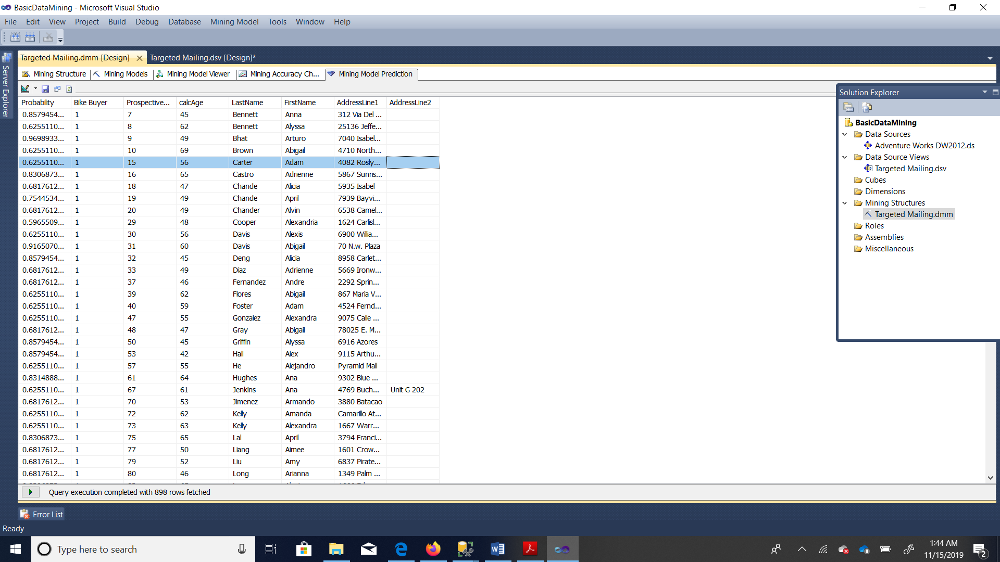 BasicDataMining - Microsoft Visual Studio
File Edit View Project Build Debug Database Mining Model Tools Window Help
Server Explorer
Targeted Mailing.dmm [Design] Targeted Mailing.dsv [Design]*
Mining Structure Mining Models Mining Model Viewer Mining Accuracy Ch... Mining Model Prediction
Probability Bike Buyer Prospective... calcAge LastName FirstName AddressLine1 AddressLine2
0.8579454... 1 7 45 Bennett Anna 312 Via Del ...
0.6255110... 1 8 62 Bennett Alyssa 25136 Jeffe...
0.9698933... 1 9 49 Bhat Arturo 7040 Isabel...
0.6255110... 1 10 69 Brown Abigail 4710 North...
0.6255110... 1 15 56 Carter Adam 4082 Rosly...
0.8306873... 1 16 65 Castro Adrienne 5867 Sunris...
0.6817612... 1 18 47 Chande Alicia 5935 Isabel
0.7544534... 1 19 49 Chande April 7939 Bayvi...
0.6817612... 1 20 49 Chander Alvin 6538 Camel...
0.5965509... 1 29 48 Cooper Alexandria 1624 Carlisl...
0.6255110... 1 30 56 Davis Alexis 6900 Willia...
0.9165070... 1 31 60 Davis Abigail 70 N.w. Plaza
0.8579454... 1 32 45 Deng Alicia 8958 Carlet...
0.6817612... 1 33 49 Diaz Adrienne 5669 Ironw...
0.6817612... 1 37 46 Fernandez Andre 2292 Sprin...
0.6255110... 1 39 62 Flores Abigail 867 Maria V...
0.6255110... 1 40 59 Foster Adam 4524 Fernd...
0.6255110... 1 47 55 Gonzalez Alexandra 9075 Calle ...
0.6817612... 1 48 47 Gray Abigail 78025 E. M...
0.8579454... 1 50 45 Griffin Alyssa 6916 Azores
0.8579454... 1 53 42 Hall Alex 9115 Arthu...
0.6255110... 1 57 55 He Alejandro Pyramid Mall
0.8314888... 1 61 64 Hughes Ana 9302 Blue ...
0.6255110... 1 67 61 Jenkins Ana 4769 Buch... Unit G 202
0.6817612... 1 70 53 Jimenez Armando 3880 Batacao
0.6255110... 1 72 62 Kelly Amanda Camarillo At...
0.6255110... 1 73 63 Kelly Alexandra 1667 Warr...
0.8306873... 1 75 65 Lal April 3794 Franci...
0.6817612... 1 77 50 Liang Aimee 1601 Crow...
0.6817612... 1 79 52 Liu Amy 6837 Pirate...
0.6817612... 1 80 46 Long Arianna 1349 Palm ...
Query execution completed with 898 rows fetched
Solution Explorer
BasicDataMining
Data Sources
Adventure Works DW2012.ds
Data Source Views
Targeted Mailing.dsv
Cubes
Dimensions
Mining Structures
Targeted Mailing.dmm
Roles
Assemblies
Miscellaneous
Error List
Ready
Type here to search
1:44 AM
11/15/2019
2